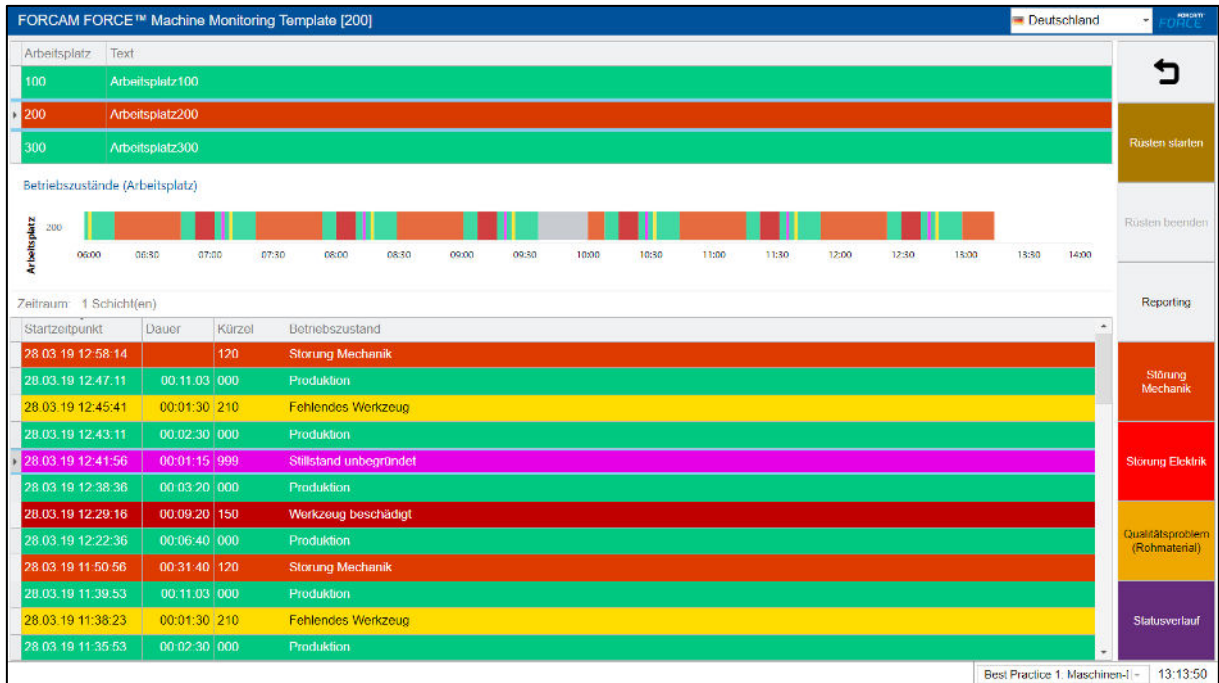 FORCAM FORCE™ Machine Monitoring Template [200]
Deutschland
FORCAM FORCE
Arbeitsplatz Text
100 Arbeitsplatz100
200 Arbeitsplatz200
300 Arbeitsplatz300
Rüsten starten
Betriebszustände (Arbeitsplatz)
Arbeitsplatz
200
06:00 06:30 07:00 07:30 08:00 08:30 09:00 09:30 10:00 10:30 11:00 11:30 12:00 12:30 13:00 13:30 14:00
Rüsten beenden
Zeitraum: 1 Schicht(en)
Reporting
Startzeitpunkt Dauer Kürzel Betriebszustand
28.03.19 12:58:14 120 Störung Mechanik
28.03.19 12:47:11 00:11:03 000 Produktion
28.03.19 12:45:41 00:01:30 210 Fehlendes Werkzeug
28.03.19 12:43:11 00:02:30 000 Produktion
28.03.19 12:41:56 00:01:15 999 Stillstand unbegründet
28.03.19 12:38:36 00:03:20 000 Produktion
28.03.19 12:29:16 00:09:20 150 Werkzeug beschädigt
28.03.19 12:22:36 00:06:40 000 Produktion
28.03.19 11:50:56 00:31:40 120 Störung Mechanik
28.03.19 11:39:53 00:11:03 000 Produktion
28.03.19 11:38:23 00:01:30 210 Fehlendes Werkzeug
28.03.19 11:35:53 00:02:30 000 Produktion
Störung
Mechanik
Störung Elektrik
Qualitätsproblem
(Rohmaterial)
Statusverlauf
Best Practice 1: Maschinen-
13:13:50